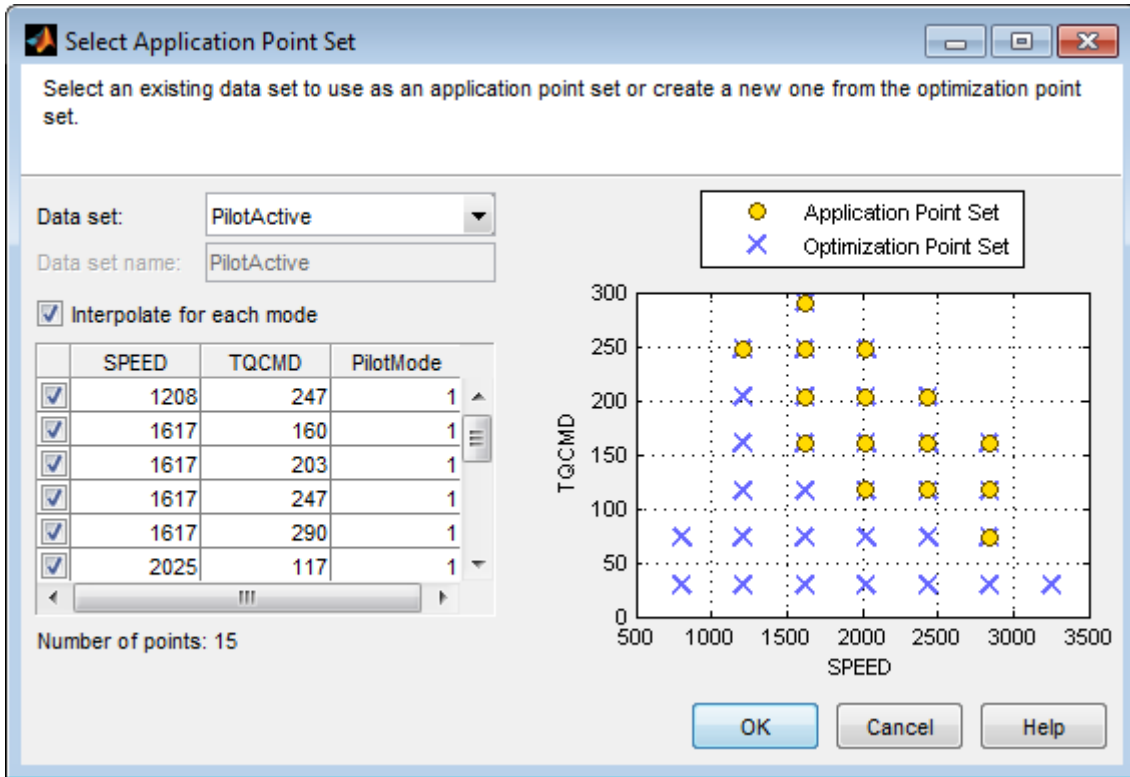 Select Application Point Set
Select an existing data set to use as an application point set or create a new one from the optimization point
set.
Data set: PilotActive
Data set name: PilotActive
Interpolate for each mode
SPEED TQCMD PilotMode
1208 247 1
1617 160 1
1617 203 1
1617 247 1
1617 290 1
2025 117 1
Number of points: 15
Application Point Set
Optimization Point Set
300
250
200
150
100
50
0
TQCMD
500 1000 1500 2000 2500 3000 3500
SPEED
OK Cancel Help